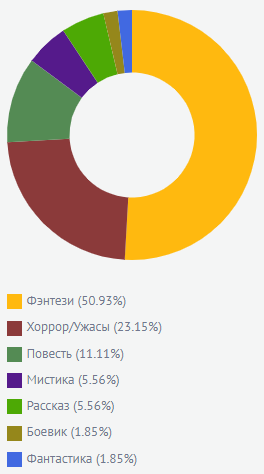 Фэнтези (50.93%)
Хоррор/Ужасы (23.15%)
Повесть (11.11%)
Мистика (5.56%)
Рассказ (5.56%)
Боевик (1.85%)
Фантастика (1.85%)